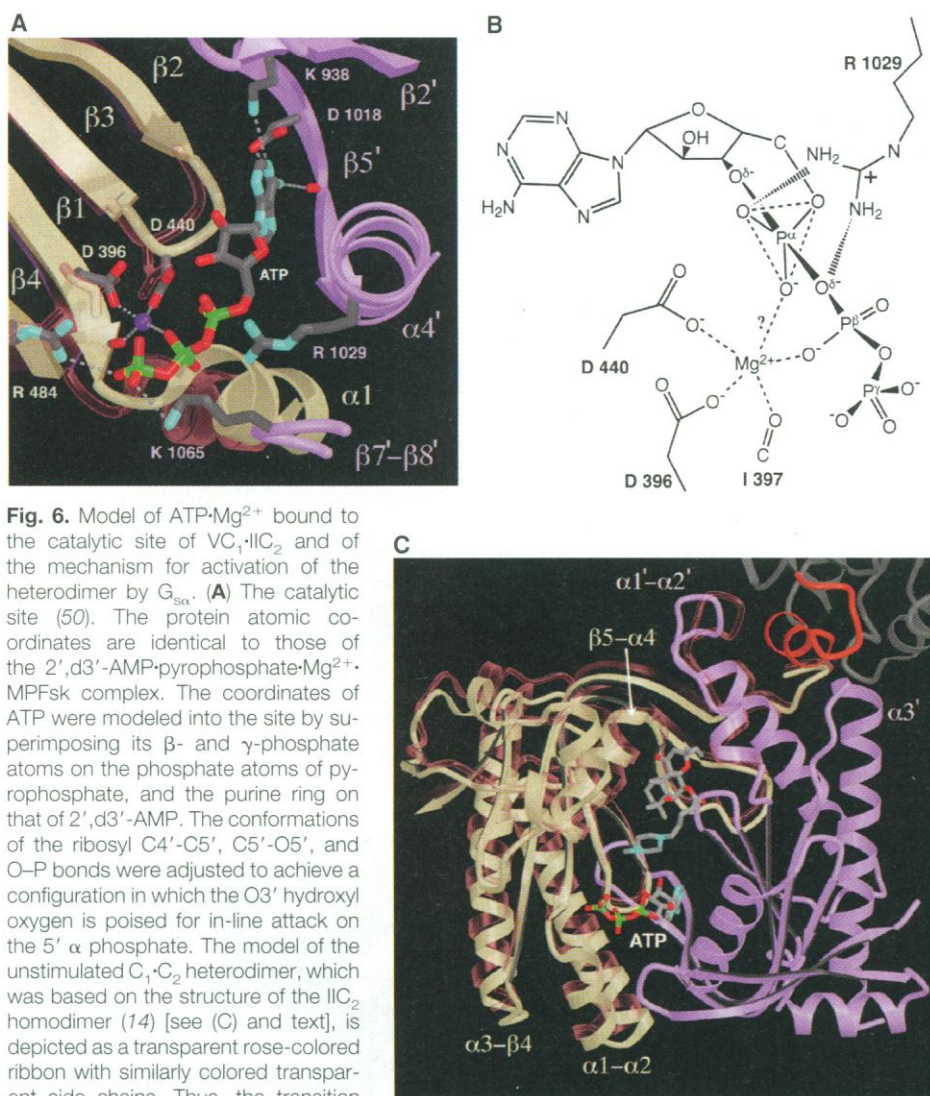 A
β2
K 938
β2'
β3
D 1018
β5'
β1
D 440
D 396
ATP
β4
α4'
R 1029
R 484
α1
K 1065
β7'–β8'
B
R 1029
O
OH
C
N
N
N
N
NH₂
N
Oδ-
+
H₂N
O
O
NH₂
Pα
O-
Oδ-
O
?
Pβ
O-
O-
O
D 440
Mg2+
O-
Pγ
O-
O-
O
O
O
O-
O
C
D 396
I 397
Fig. 6. Model of ATP·Mg²⁺ bound to
the catalytic site of VC₁·IIC₂ and of
the mechanism for activation of the
heterodimer by Gsα. (A) The catalytic
site (50). The protein atomic co-
ordinates are identical to those of
the 2',d3'-AMP·pyrophosphate·Mg²⁺·
MPFsk complex. The coordinates of
ATP were modeled into the site by su-
perimposing its β- and γ-phosphate
atoms on the phosphate atoms of py-
rophosphate, and the purine ring on
that of 2',d3'-AMP. The conformations
of the ribosyl C4'-C5', C5'-O5', and
O–P bonds were adjusted to achieve a
configuration in which the O3' hydroxyl
oxygen is poised for in-line attack on
the 5' α phosphate. The model of the
unstimulated C₁·C₂ heterodimer, which
was based on the structure of the IIC₂
homodimer (14) [see (C) and text], is
depicted as a transparent rose-colored
ribbon with similarly colored transpar-
ent side chains. Thus, the transition
C
α1'–α2'
β5–α4
α3'
ATP
α3–β4
α1–α2